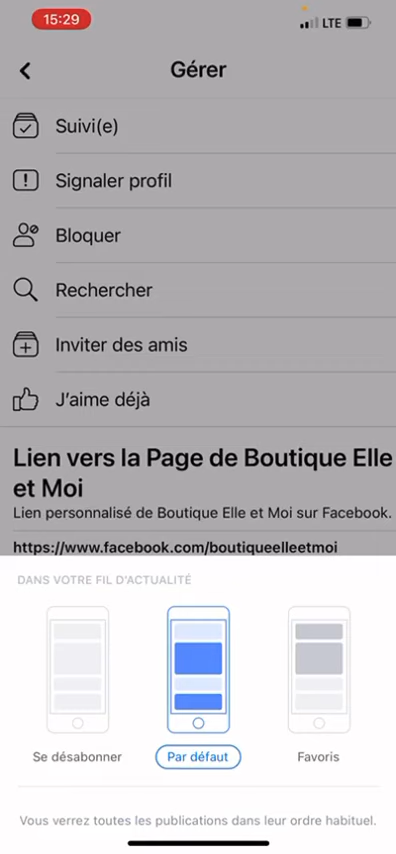 15:29
LTE
Gérer
Suivi(e)
Signaler profil
Bloquer
Rechercher
Inviter des amis
J'aime déjà
Lien vers la Page de Boutique Elle
et Moi
Lien personnalisé de Boutique Elle et Moi sur Facebook.
https://www.facebook.com/boutiqueelleetmoi
DANS VOTRE FIL D'ACTUALITÉ
Se désabonner
Par défaut
Favoris
Vous verrez toutes les publications dans leur ordre habituel.